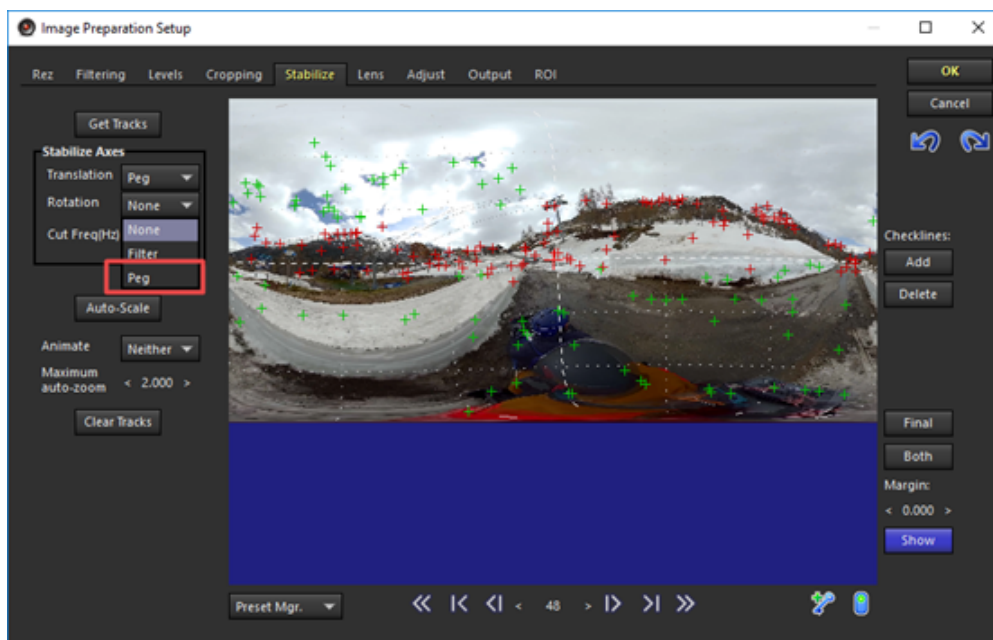 Image Preparation Setup
Rez Filtering Levels Cropping Stabilize Lens Adjust Output ROI
OK
Cancel
Get Tracks
Stabilize Axes
Translation Peg
Rotation None
Cut Freq(Hz) None
Filter
Peg
Auto-Scale
Animate Neither
Maximum
auto-zoom < 2.000 >
Clear Tracks
Checklines:
Add
Delete
Final
Both
Margin:
< 0.000 >
Show
Preset Mgr. < 48 >